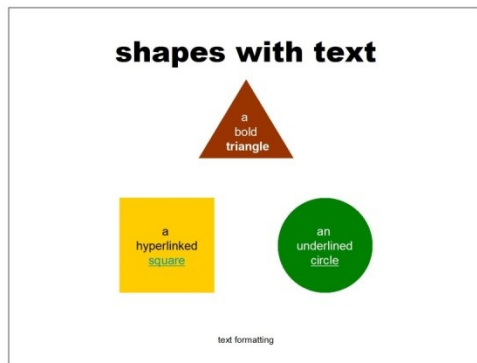 shapes with text
a
bold
triangle
a
hyperlinked
square
an
underlined
circle
text formatting